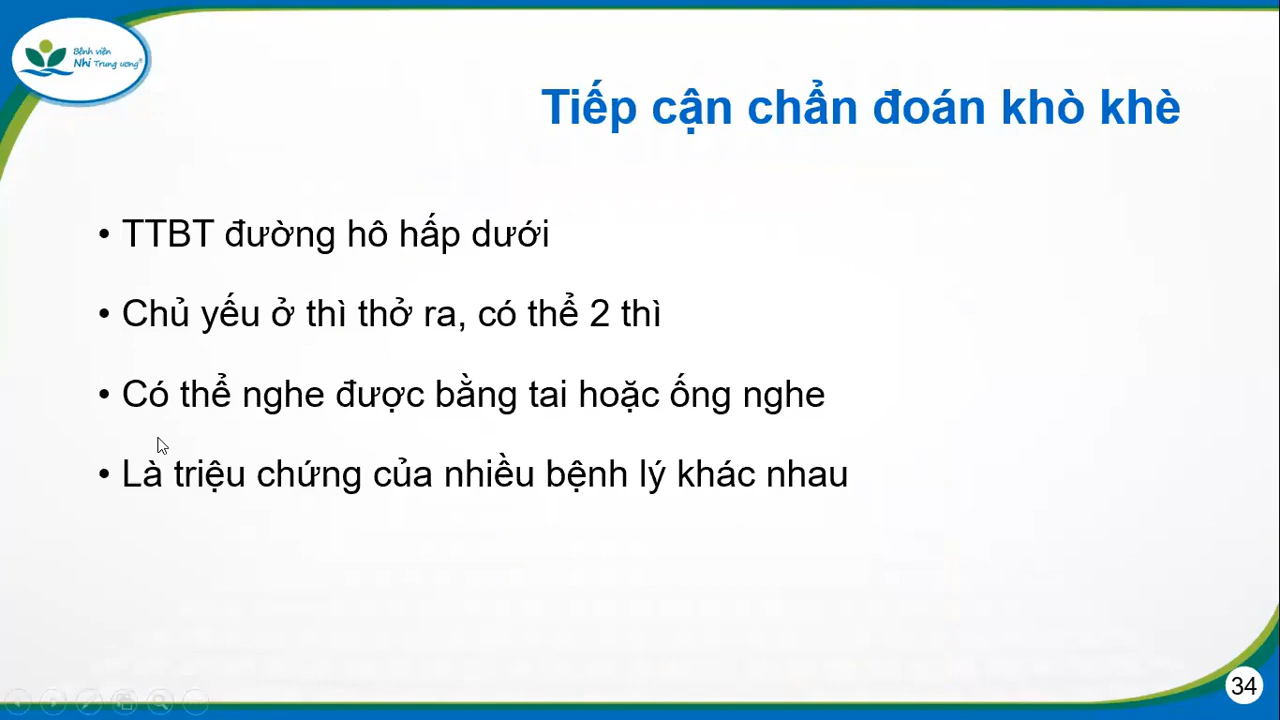 Bệnh viện
Nhi Trung ương®
Tiếp cận chẩn đoán khò khè
• TTBT đường hô hấp dưới
• Chủ yếu ở thì thở ra, có thể 2 thì
• Có thể nghe được bằng tai hoặc ống nghe
• Là triệu chứng của nhiều bệnh lý khác nhau
34